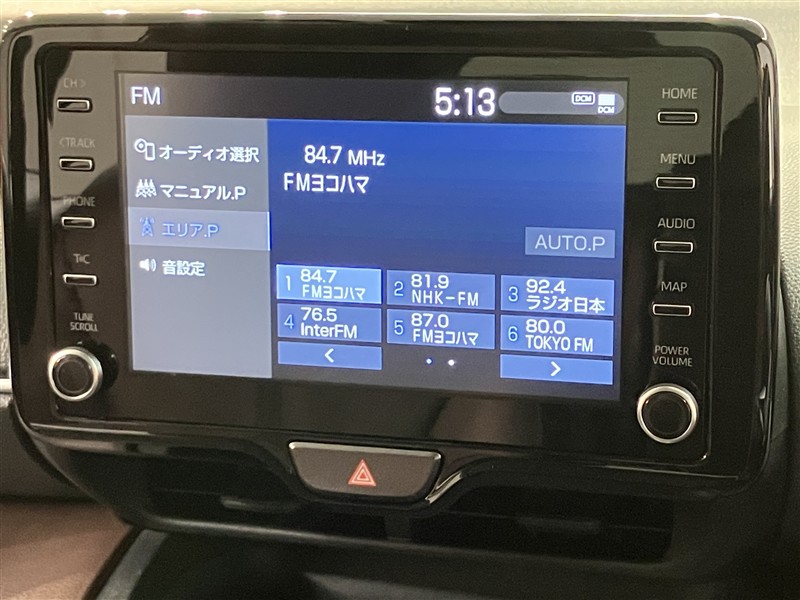 FM
5:13
DCM
DCM
オーディオ選択
マニュアル.P
エリア.P
音設定
84.7 MHz
FMヨコハマ
AUTO.P
1 84.7 FMヨコハマ
2 81.9 NHK-FM
3 92.4 ラジオ日本
4 76.5 InterFM
5 87.0 FMヨコハマ
6 80.0 TOKYO FM
<
>
CH >
< TRACK
PHONE
T·C
TUNE
SCROLL
HOME
MENU
AUDIO
MAP
POWER
VOLUME